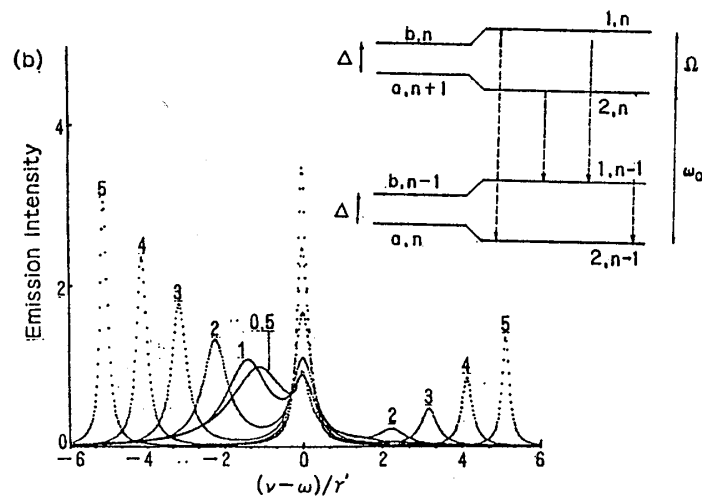 (b)
Emission Intensity
4
2
0
5
4
3
2
1
0.5
2
3
4
5
−6
−4
−2
0
2
4
6
(ν−ω)/γ'
b,n
1,n
Δ
Ω
a,n+1
2,n
b,n−1
1,n−1
ω₀
Δ
a,n
2,n−1